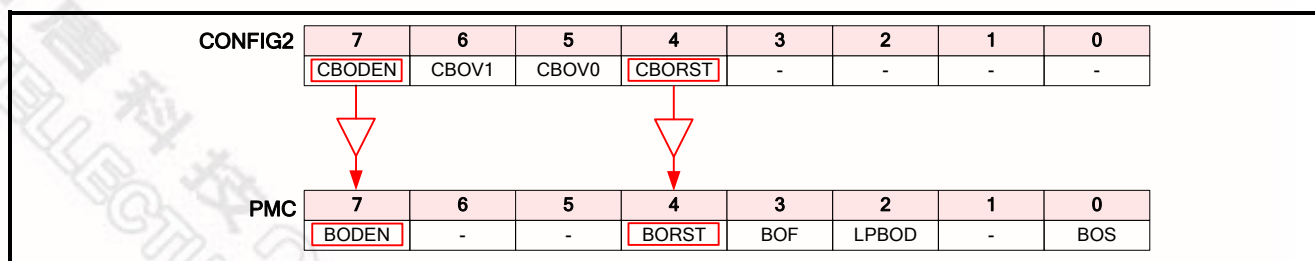 CONFIG2 7 6 5 4 3 2 1 0
CBODEN CBOV1 CBOV0 CBORST - - - -
PMC 7 6 5 4 3 2 1 0
BODEN - - BORST BOF LPBOD - BOS